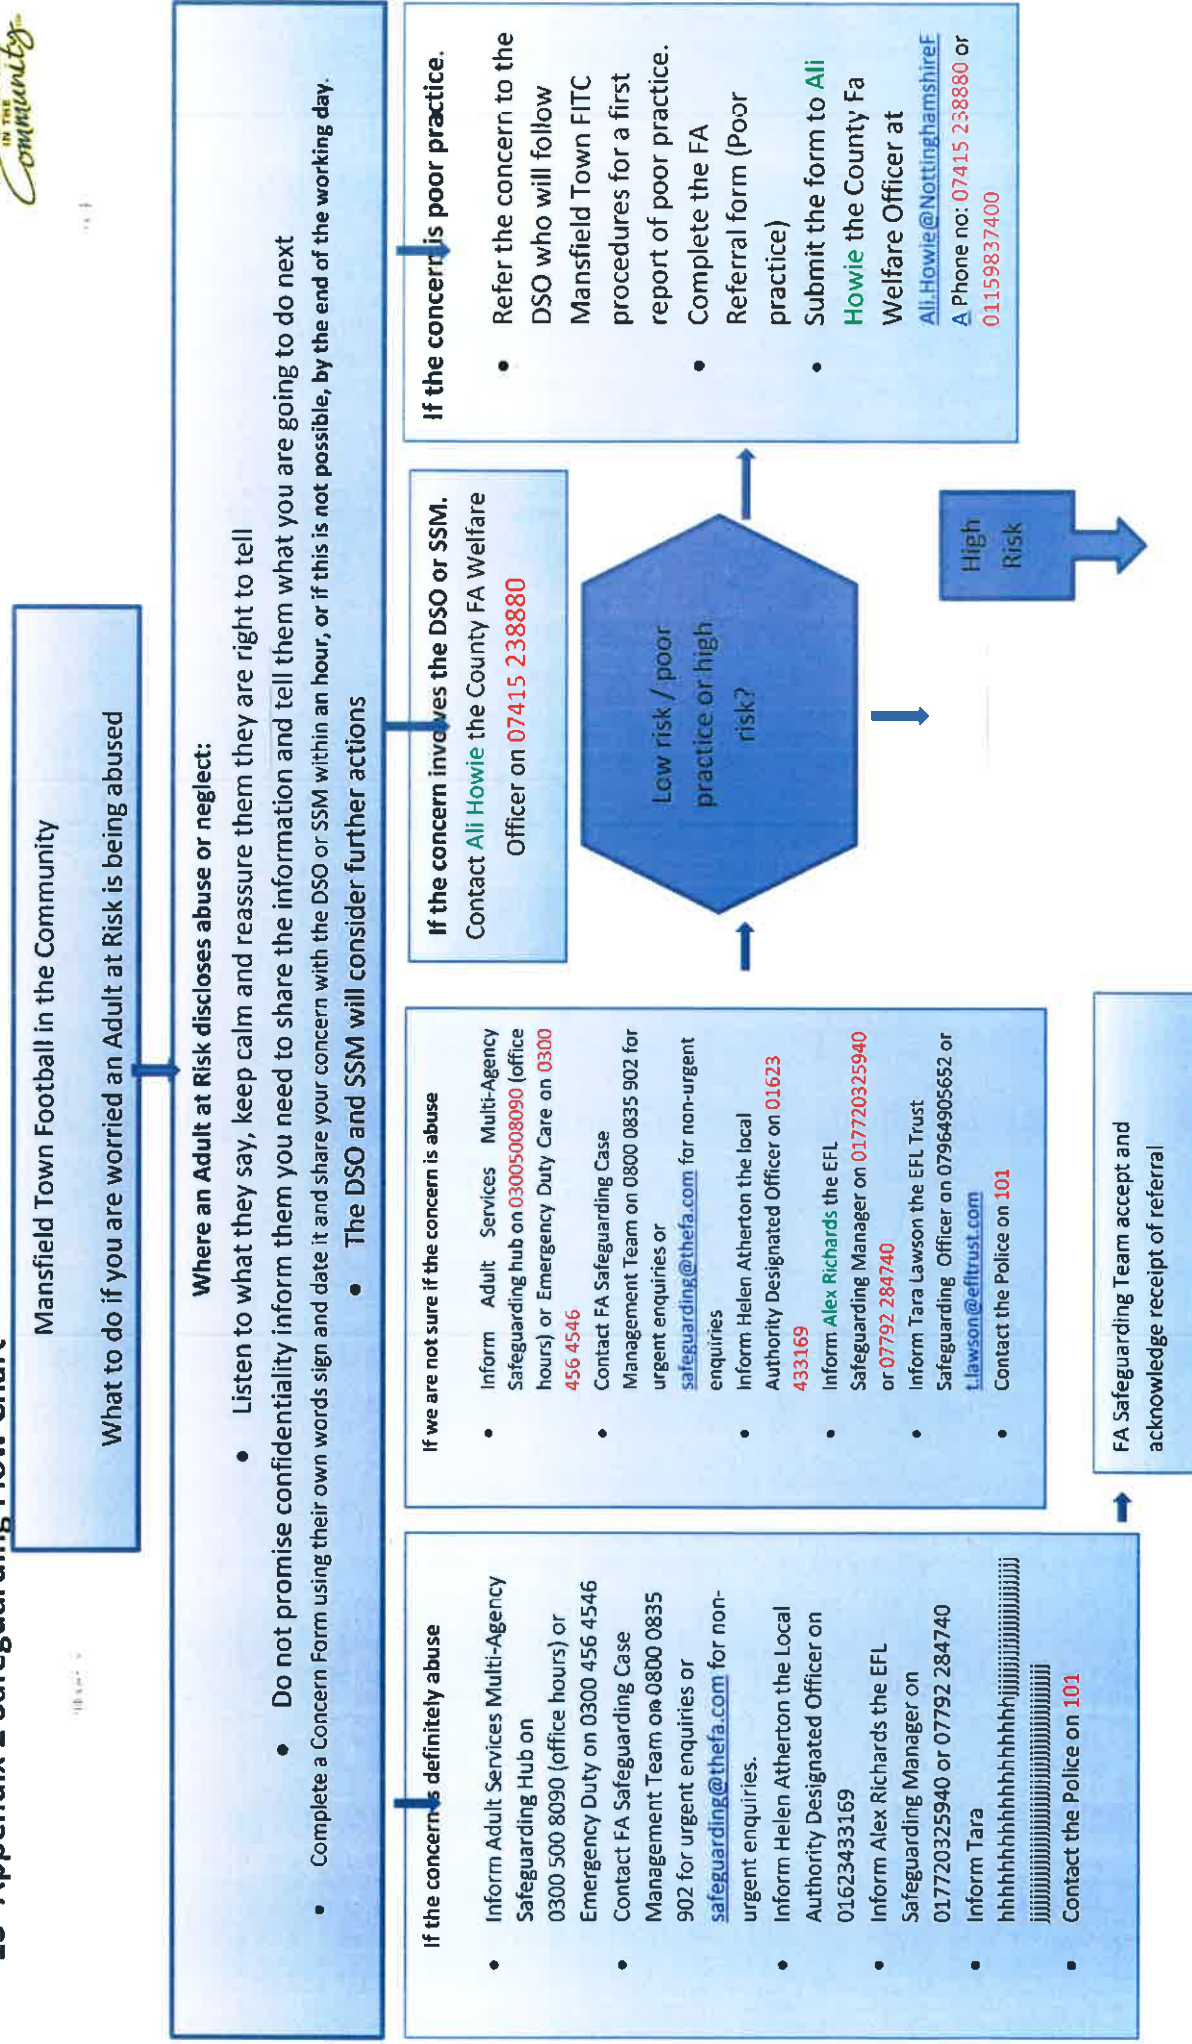 IN THE
Community
Mansfield Town Football in the Community
What to do if you are worried an Adult at Risk is being abused
Where an Adult at Risk discloses abuse or neglect:
• Listen to what they say, keep calm and reassure them they are right to tell
• Do not promise confidentiality inform them you need to share the information and tell them what you are going to do next
• Complete a Concern Form using their own words sign and date it and share your concern with the DSO or SSM within an hour, or if this is not possible, by the end of the working day.
• The DSO and SSM will consider further actions
If the concern is definitely abuse
• Inform Adult Services Multi-Agency
Safeguarding Hub on
0300 500 8090 (office hours) or
Emergency Duty on 0300 456 4546
• Contact FA Safeguarding Case
Management Team on 0800 0835
902 for urgent enquiries or
safeguarding@thefa.com for non-
urgent enquiries.
• Inform Helen Atherton the Local
Authority Designated Officer on
01623433169
• Inform Alex Richards the EFL
Safeguarding Manager on
017720325940 or 07792 284740
• Inform Tara
• Contact the Police on 101
If we are not sure if the concern is abuse
• Inform Adult Services Multi-Agency
Safeguarding hub on 03005008090 (office
hours) or Emergency Duty Care on 0300
456 4546
• Contact FA Safeguarding Case
Management Team on 0800 0835 902 for
urgent enquiries or
safeguarding@thefa.com for non-urgent
enquiries
• Inform Helen Atherton the local
Authority Designated Officer on 01623
433169
• Inform Alex Richards the EFL
Safeguarding Manager on 017720325940
or 07792 284740
• Inform Tara Lawson the EFL Trust
Safeguarding Officer on 07964905652 or
t.lawson@efltrust.com
• Contact the Police on 101
If the concern involves the DSO or SSM.
Contact Ali Howie the County FA Welfare
Officer on 07415 238880
Low risk / poor
practice or high
risk?
If the concern is poor practice.
• Refer the concern to the
DSO who will follow
Mansfield Town FITC
procedures for a first
report of poor practice.
• Complete the FA
Referral form (Poor
practice)
• Submit the form to Ali
Howie the County Fa
Welfare Officer at
Ali.Howie@NottinghamshireF
A Phone no: 07415 238880 or
01159837400
High
Risk
FA Safeguarding Team accept and
acknowledge receipt of referral